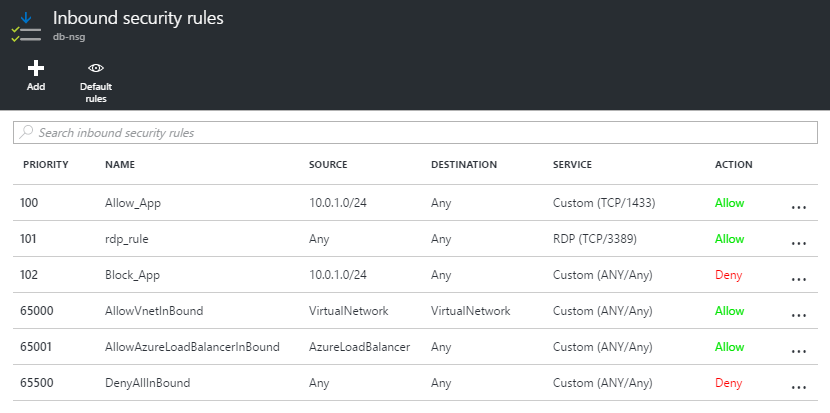 Inbound security rules
db-nsg
Add
Default
rules
Search inbound security rules
PRIORITY NAME SOURCE DESTINATION SERVICE ACTION
100 Allow_App 10.0.1.0/24 Any Custom (TCP/1433) Allow ...
101 rdp_rule Any Any RDP (TCP/3389) Allow ...
102 Block_App 10.0.1.0/24 Any Custom (ANY/Any) Deny ...
65000 AllowVnetInBound VirtualNetwork VirtualNetwork Custom (ANY/Any) Allow ...
65001 AllowAzureLoadBalancerInBound AzureLoadBalancer Any Custom (ANY/Any) Allow ...
65500 DenyAllInBound Any Any Custom (ANY/Any) Deny ...